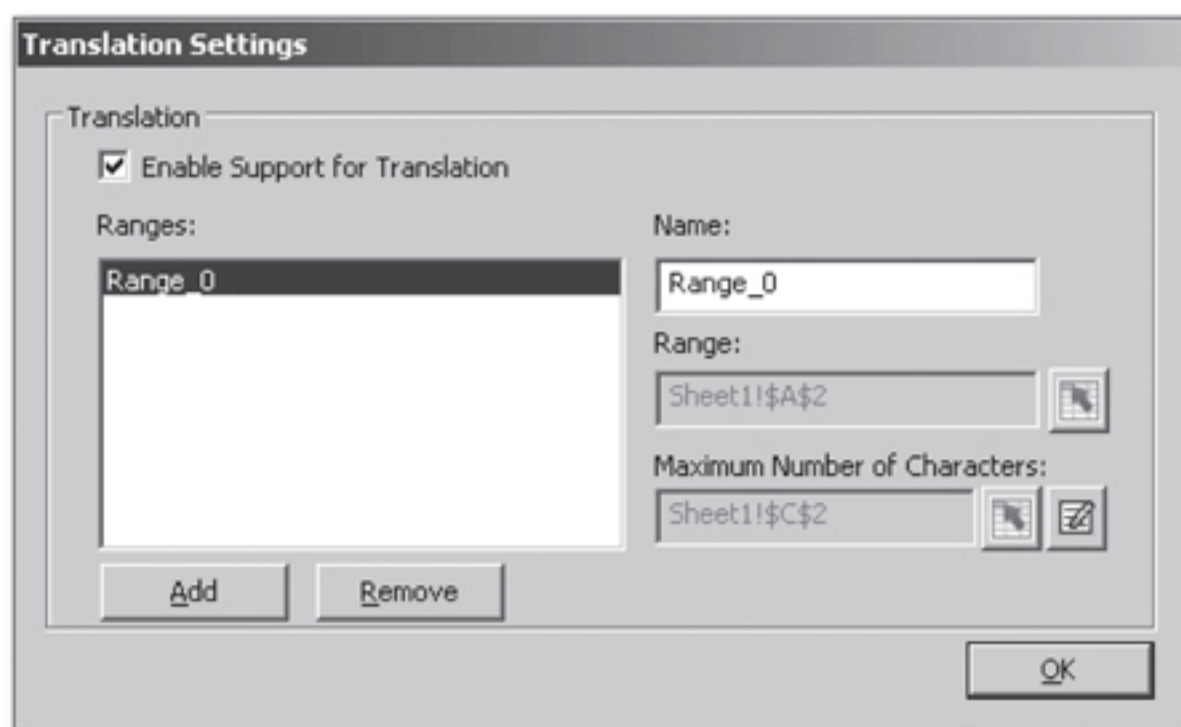 Translation Settings
Translation
Enable Support for Translation
Ranges:
Range_0
Name:
Range_0
Range:
Sheet1!$A$2
Maximum Number of Characters:
Sheet1!$C$2
Add
Remove
OK